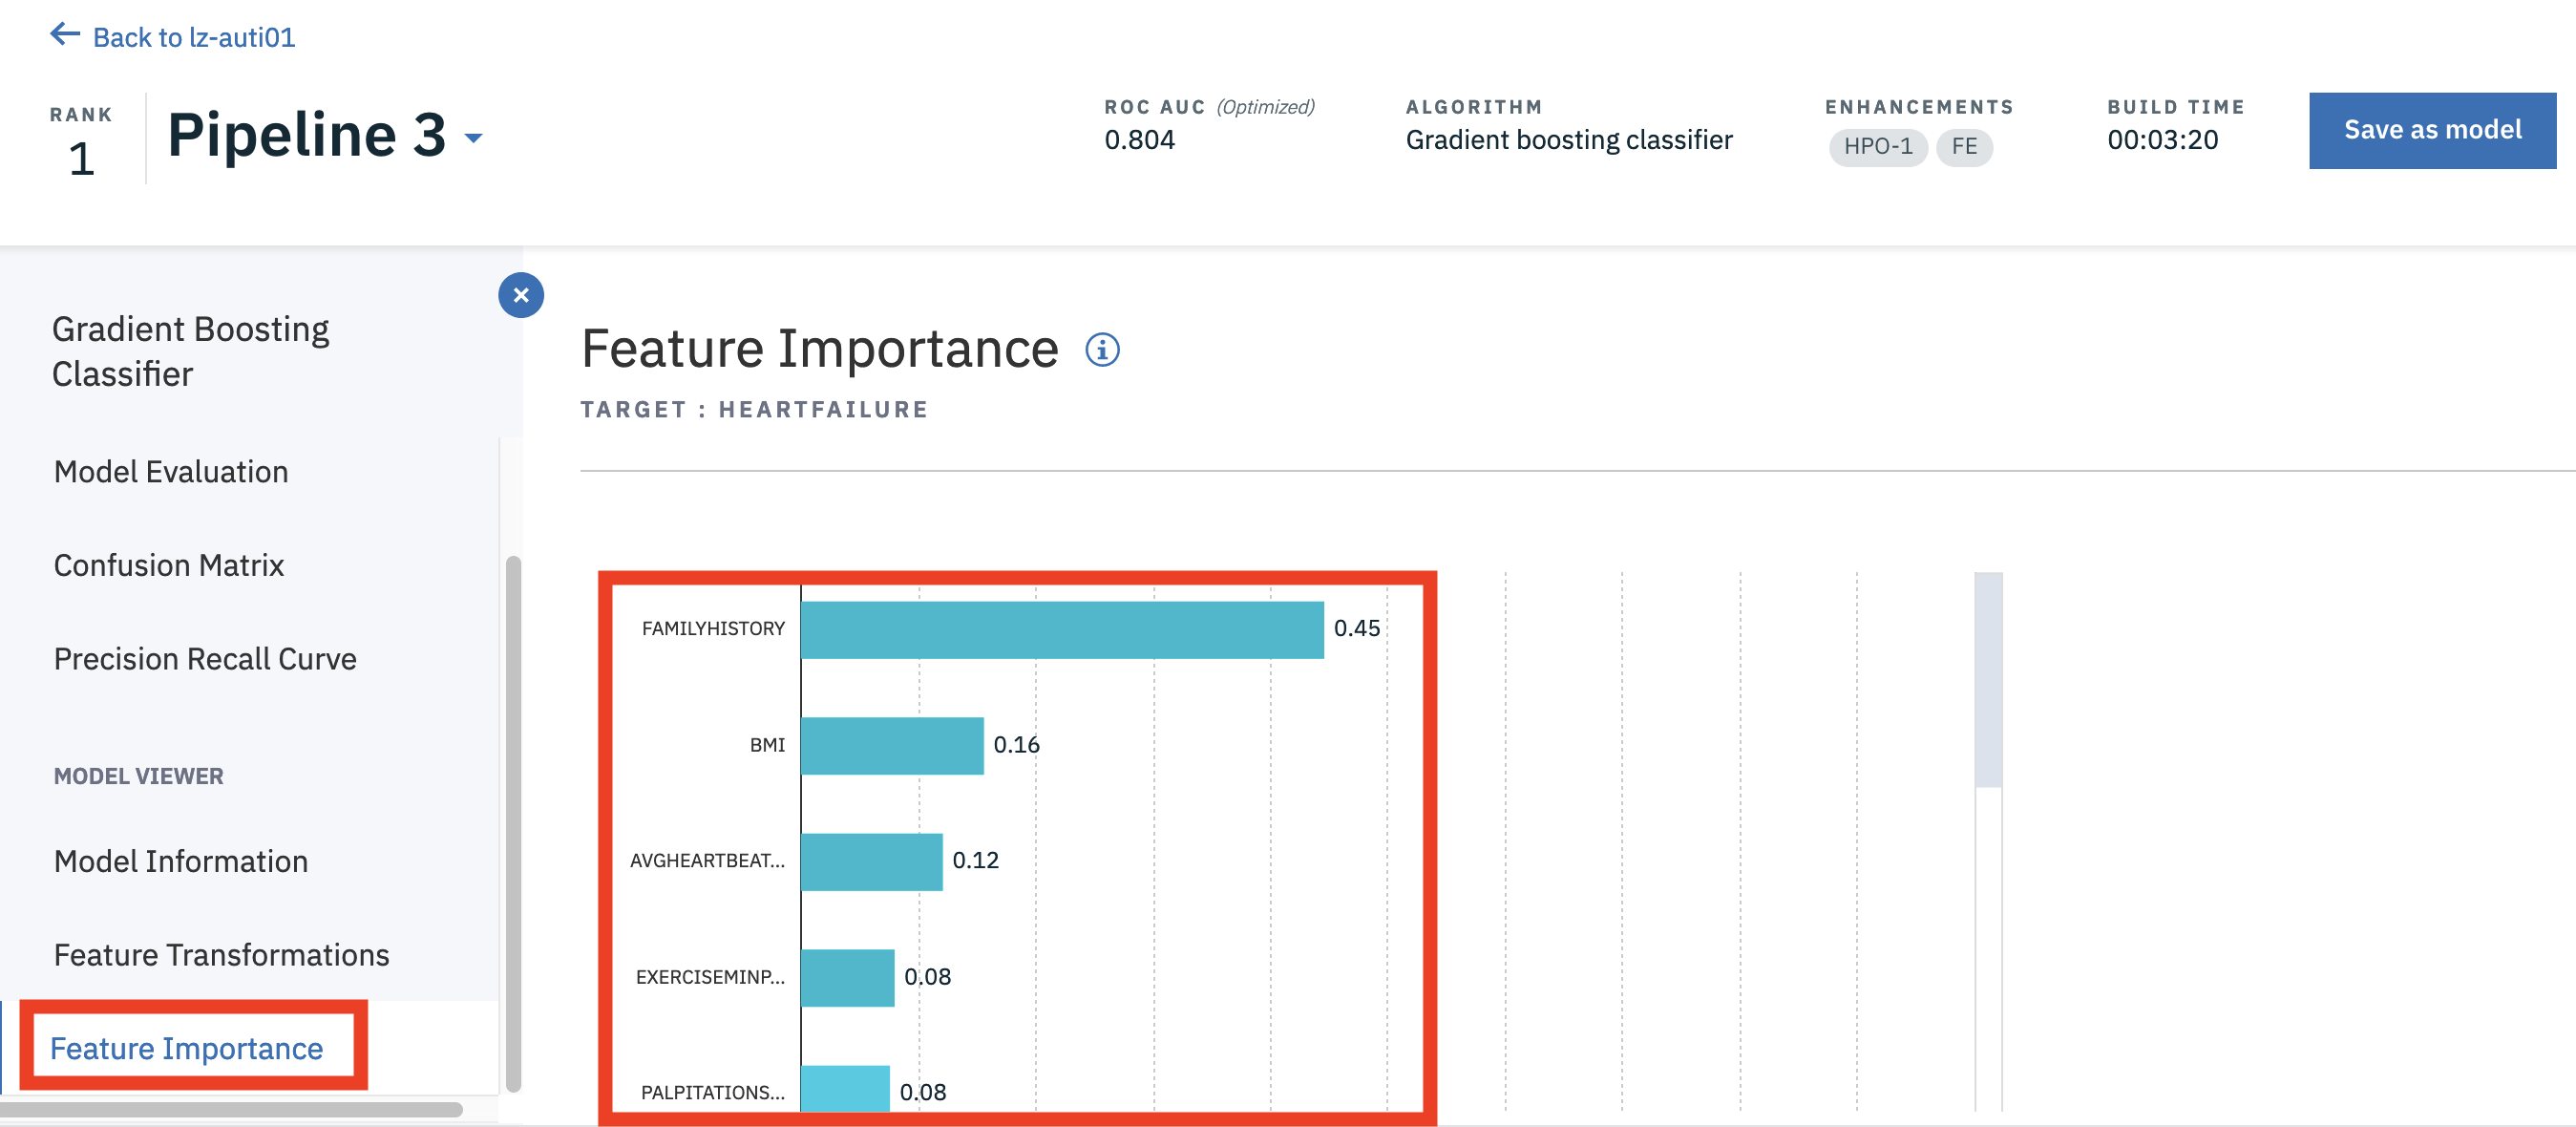 Back to lz-auti01
RANK
1
Pipeline 3
ROC AUC (Optimized)
0.804
ALGORITHM
Gradient boosting classifier
ENHANCEMENTS
HPO-1 FE
BUILD TIME
00:03:20
Save as model
Gradient Boosting
Classifier
Model Evaluation
Confusion Matrix
Precision Recall Curve
MODEL VIEWER
Model Information
Feature Transformations
Feature Importance
Feature Importance
TARGET : HEARTFAILURE
FAMILYHISTORY 0.45
BMI 0.16
AVGHEARTBEAT... 0.12
EXERCISEMINP... 0.08
PALPITATIONS... 0.08